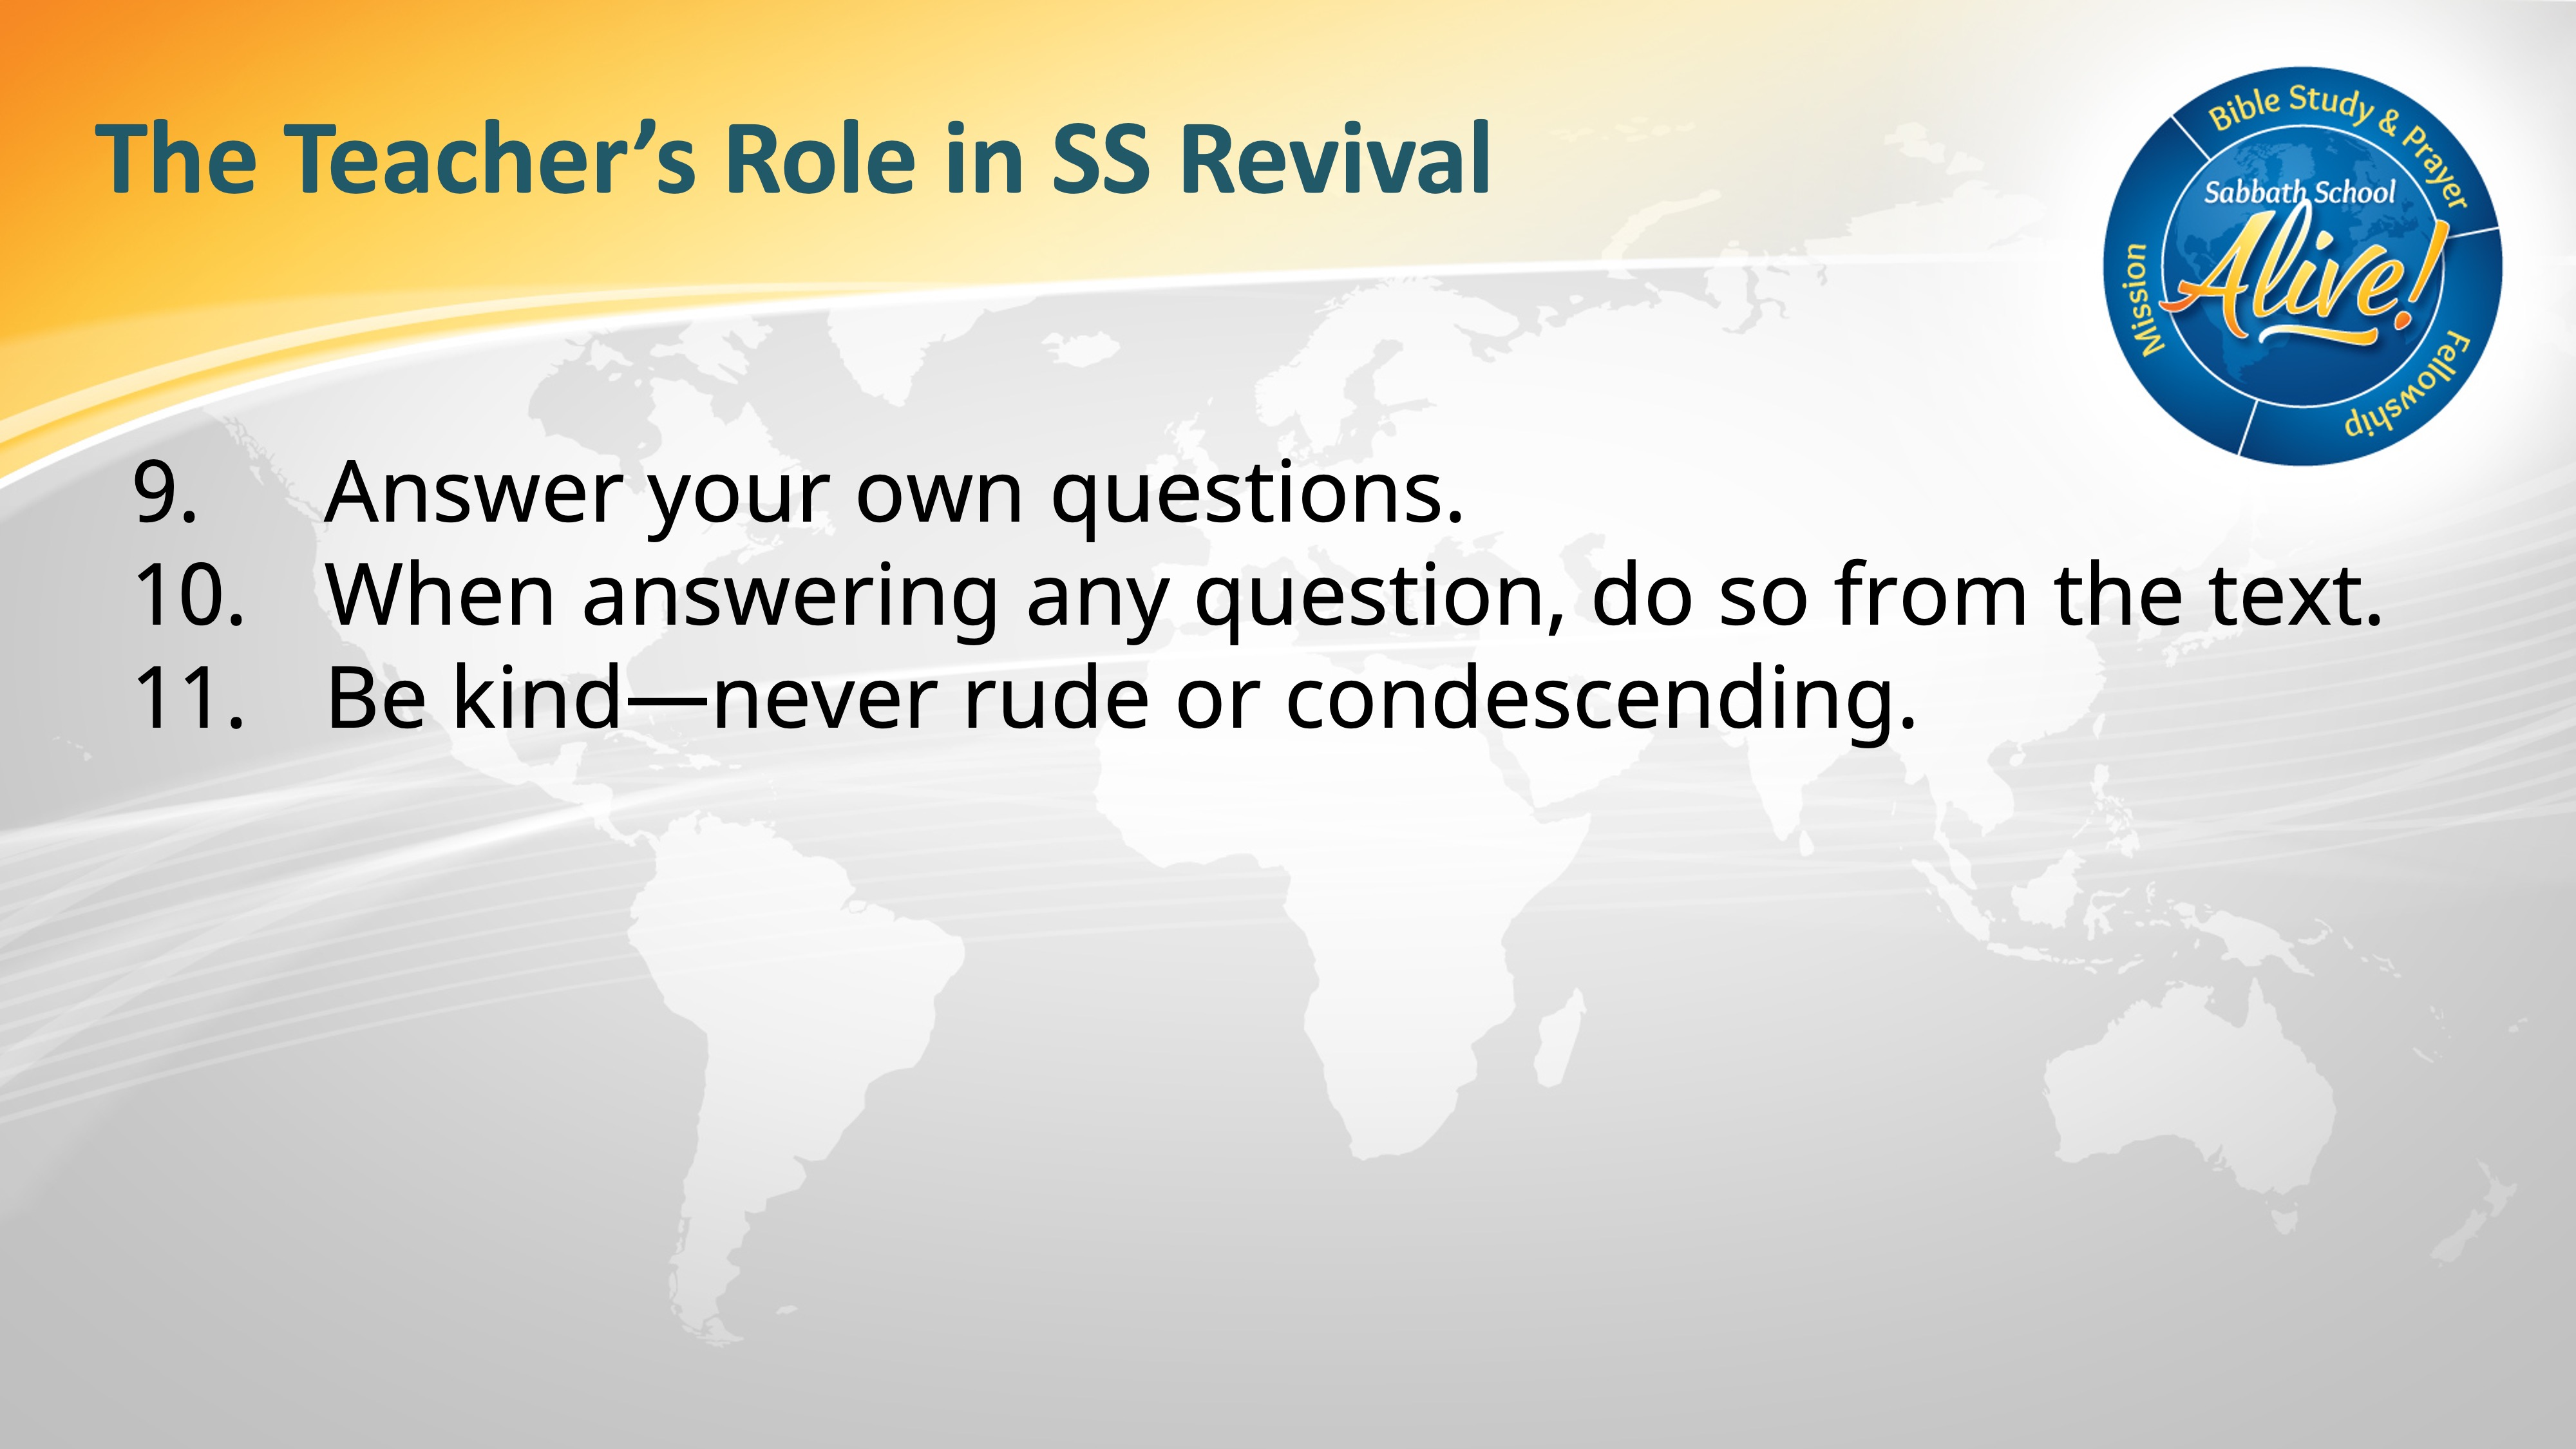 The Teacher’s Role in SS Revival
Bible Study & Prayer
Sabbath School
Alive!
Mission
Fellowship
9. Answer your own questions.
10. When answering any question, do so from the text.
11. Be kind—never rude or condescending.